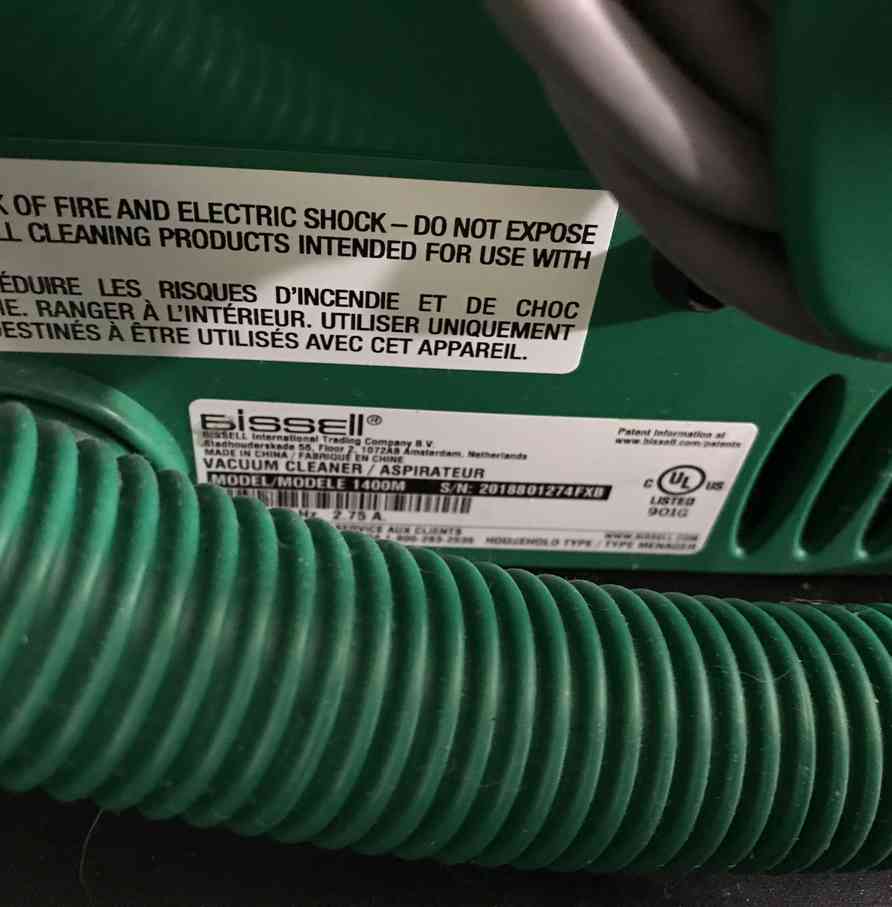 OF FIRE AND ELECTRIC SHOCK – DO NOT EXPOSE
LL CLEANING PRODUCTS INTENDED FOR USE WITH
ÉDUIRE LES RISQUES D'INCENDIE ET DE CHOC
IE. RANGER À L'INTÉRIEUR. UTILISER UNIQUEMENT
ESTINÉS À ÊTRE UTILISÉS AVEC CET APPAREIL.
BISSELL®
BISSELL International Trading Company B.V.
Stadhouderskade 55, Floor 2, 1072AB Amsterdam, Netherlands
MADE IN CHINA / FABRIQUÉ EN CHINE
VACUUM CLEANER / ASPIRATEUR
MODEL/MODELE 1400M S/N: 2018801274FXB
Hz 2.75 A
SERVICE AUX CLIENTS
HOUSEHOLD TYPE / TYPE MENAGER
Patent Information at
www.bissell.com/patents
C UL US
LISTED
901G
WWW.BISSELL.COM